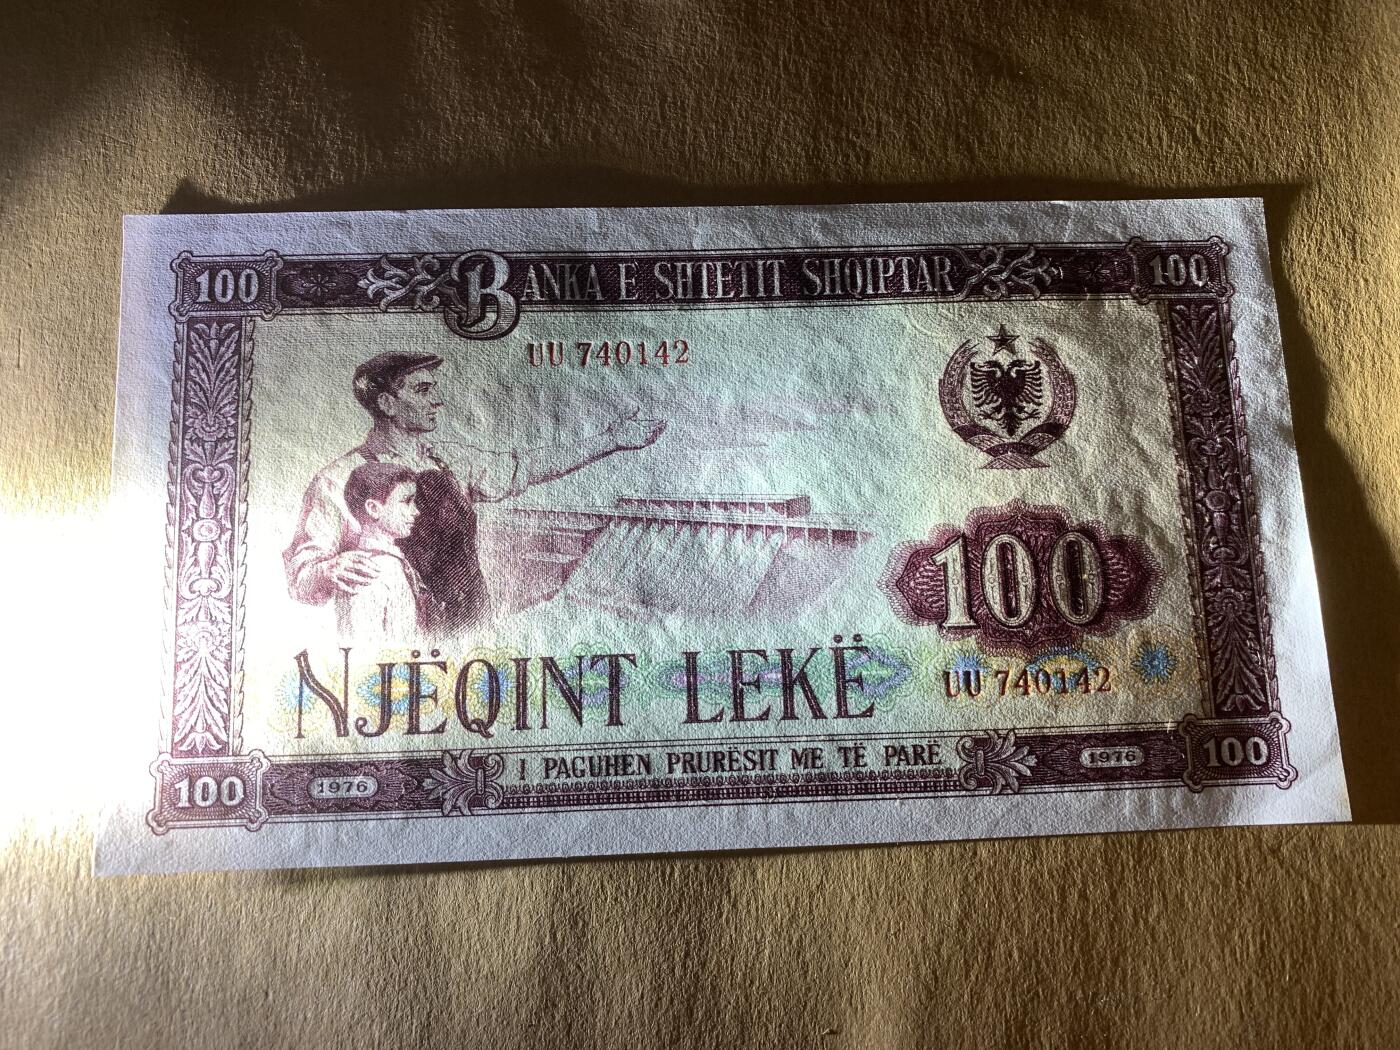 100 BANKA E SHTETIT SHQIPTAR 100
UU 740142
100
NJËQINT LEKË
UU 740142
I PAGUHEN PRURËSIT ME TË PARË
100 1976 1976 100